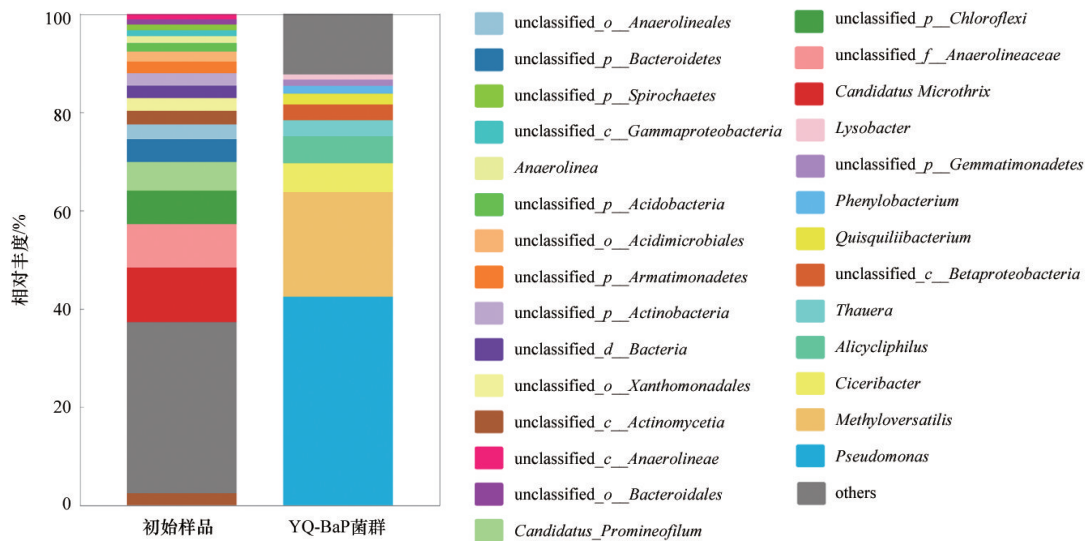 100
80
60
40
20
0
相对丰度/%
初始样品
YQ-BaP菌群
unclassified_o__Anaerolineales
unclassified_p__Bacteroidetes
unclassified_p__Spirochaetes
unclassified_c__Gammaproteobacteria
Anaerolinea
unclassified_p__Acidobacteria
unclassified_o__Acidimicrobiales
unclassified_p__Armatimonadetes
unclassified_p__Actinobacteria
unclassified_d__Bacteria
unclassified_o__Xanthomonadales
unclassified_c__Actinomycetia
unclassified_c__Anaerolineae
unclassified_o__Bacteroidales
Candidatus_Promineofilum
unclassified_p__Chloroflexi
unclassified_f__Anaerolineaceae
Candidatus Microthrix
Lysobacter
unclassified_p__Gemmatimonadetes
Phenylobacterium
Quisquiliibacterium
unclassified_c__Betaproteobacteria
Thauera
Alicycliphilus
Ciceribacter
Methyloversatilis
Pseudomonas
others